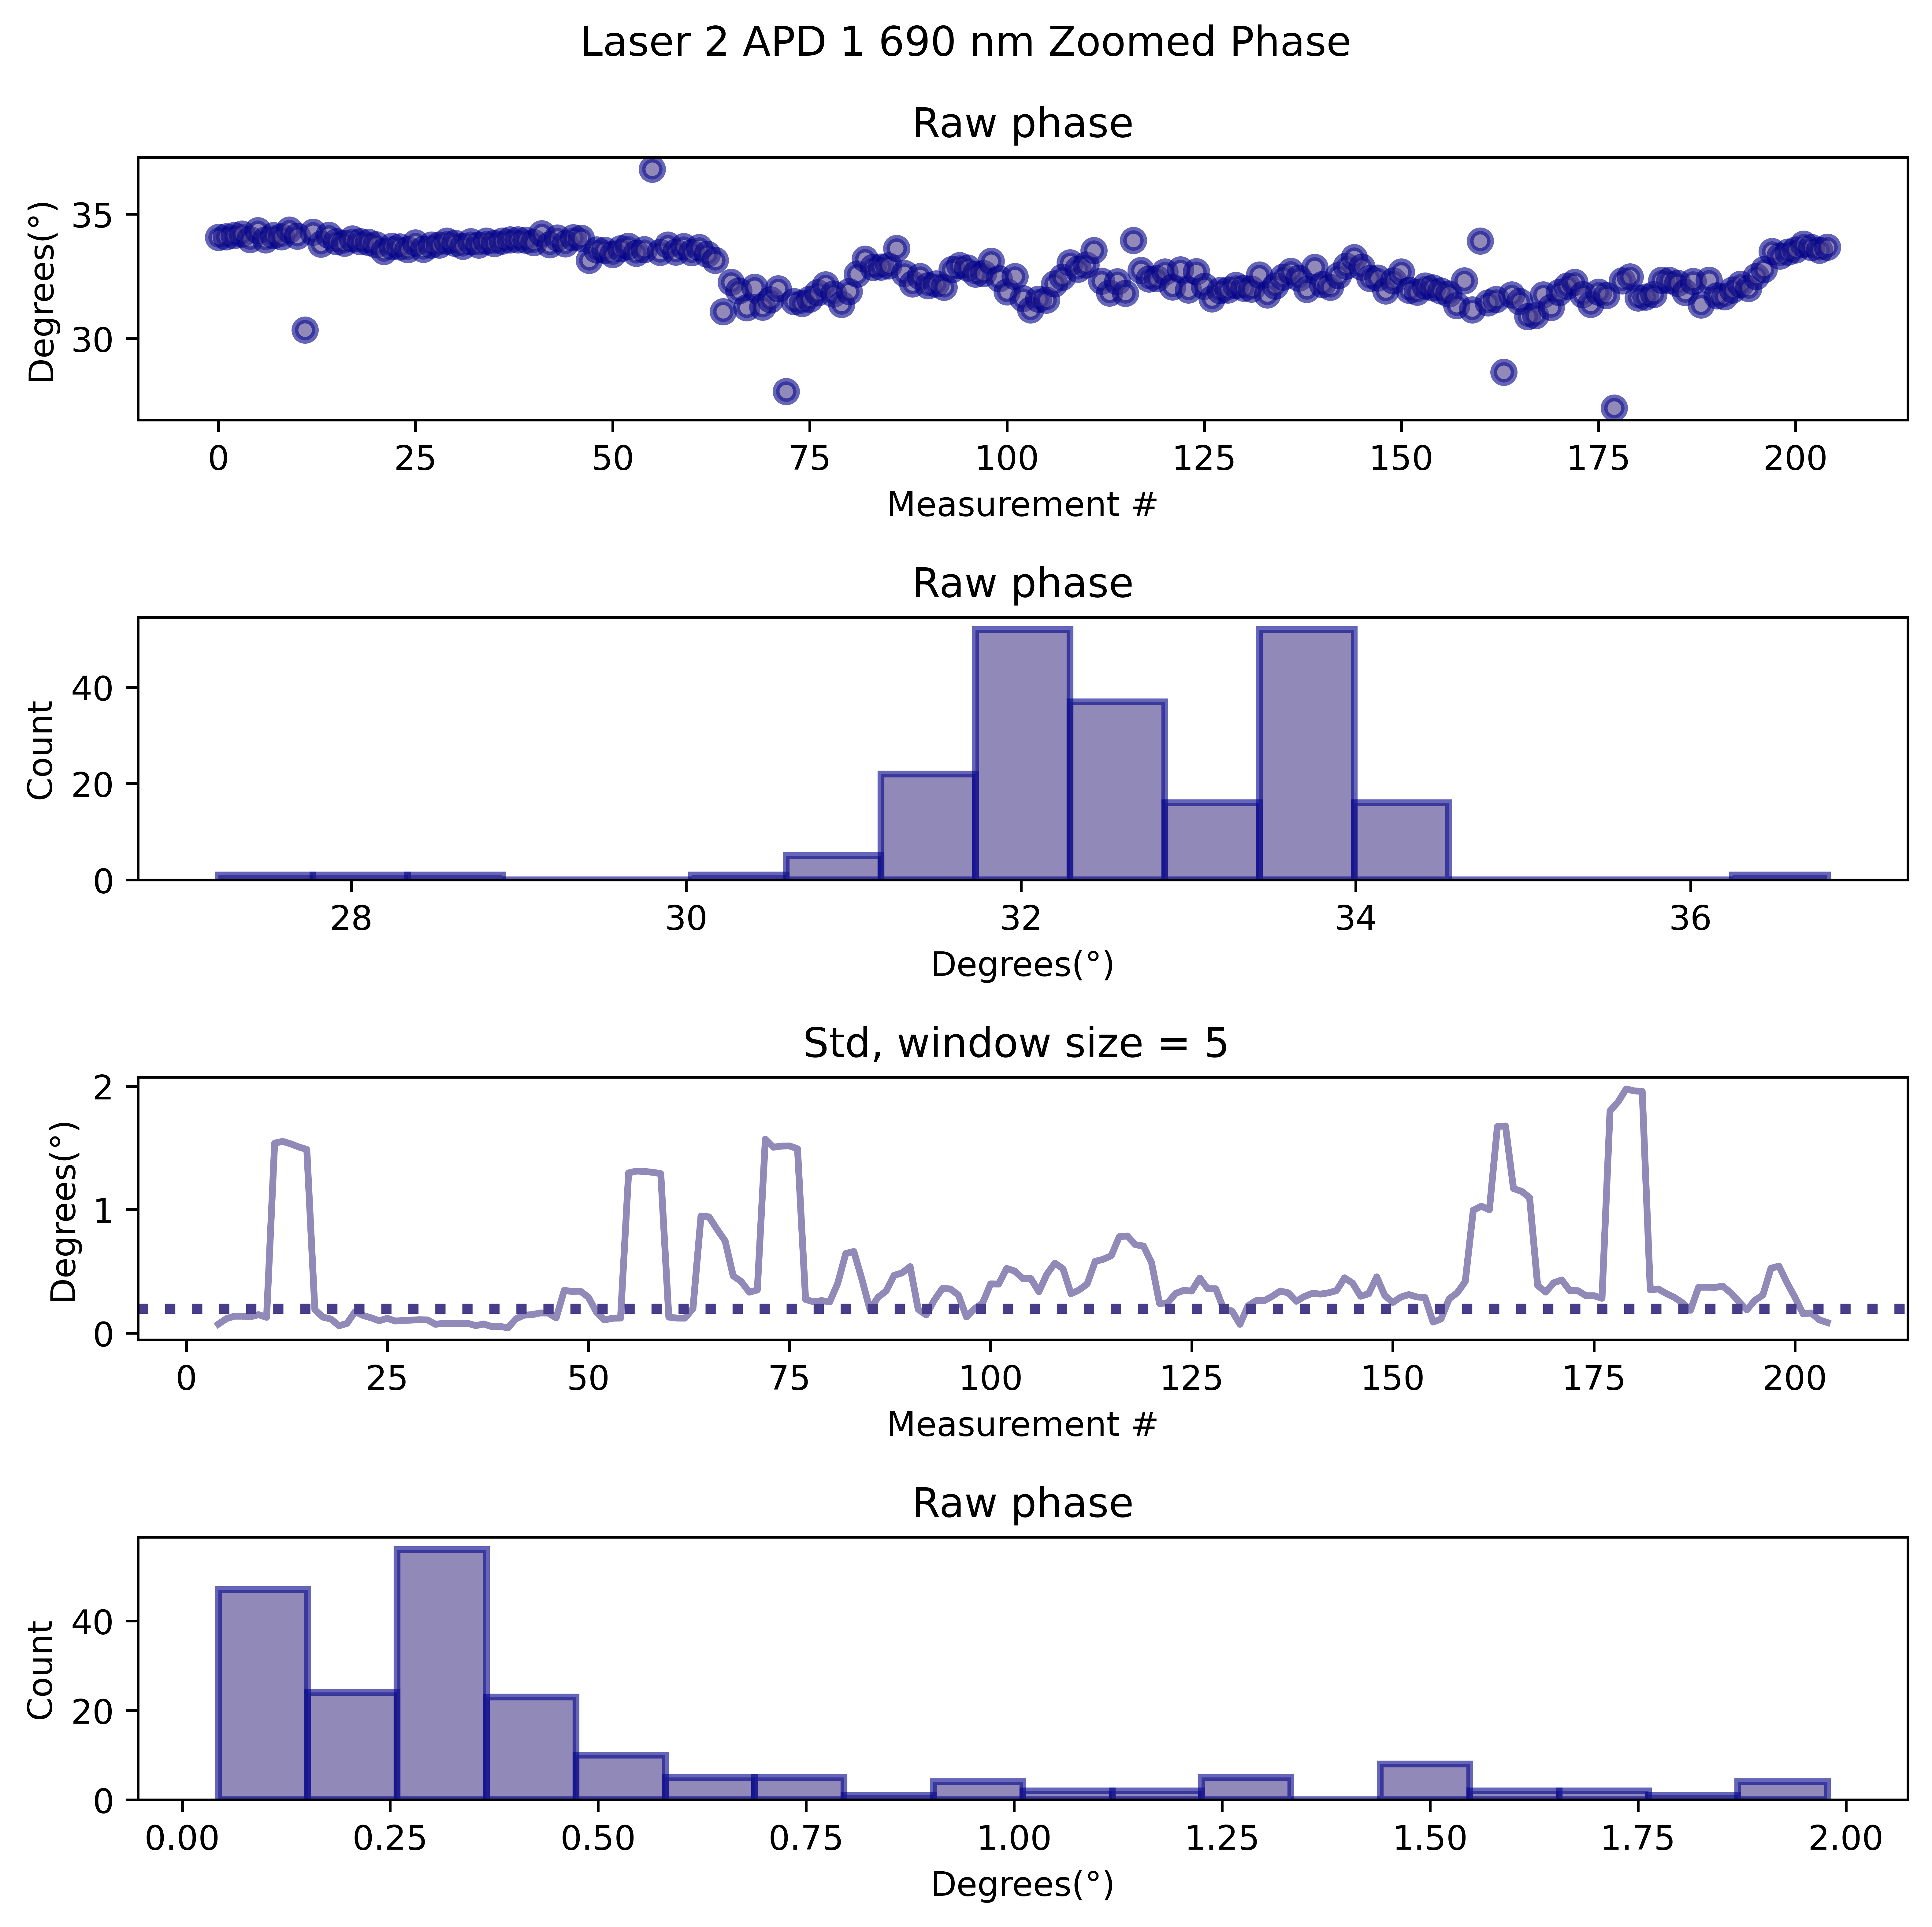 Laser 2 APD 1 690 nm Zoomed Phase
Raw phase
Degrees(°)
35
30
0 25 50 75 100 125 150 175 200
Measurement #
Raw phase
Count
40
20
0
28 30 32 34 36
Degrees(°)
Std, window size = 5
Degrees(°)
2
1
0
0 25 50 75 100 125 150 175 200
Measurement #
Raw phase
Count
40
20
0
0.00 0.25 0.50 0.75 1.00 1.25 1.50 1.75 2.00
Degrees(°)